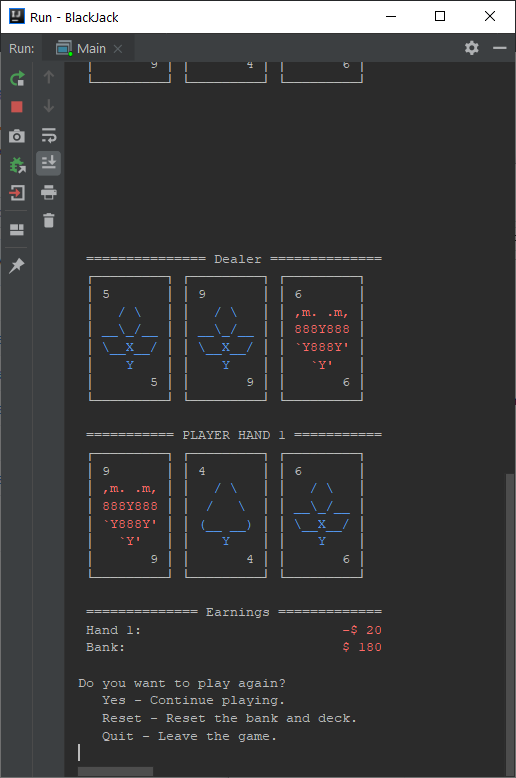 Run - BlackJack
Run: Main
9 4 6
=============== Dealer ==============
5 9 6
/ \ / \ ,m. .m,
__\_/__ __\_/__ 888Y888
\__X__/ \__X__/ `Y888Y'
Y Y `Y'
5 9 6
=========== PLAYER HAND 1 ===========
9 4 6
,m. .m, / \ / \
888Y888 / \ __\_/__
`Y888Y' (__ __) \__X__/
`Y' Y Y
9 4 6
============== Earnings =============
Hand 1: -$ 20
Bank: $ 180
Do you want to play again?
Yes - Continue playing.
Reset - Reset the bank and deck.
Quit - Leave the game.